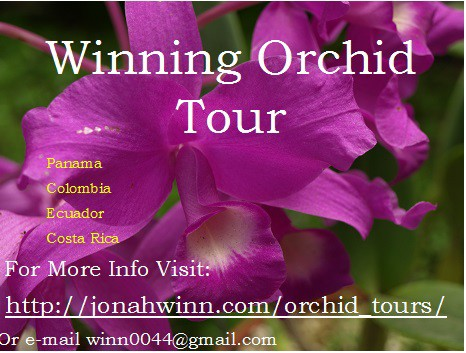 Winning Orchid
Tour
Panama
Colombia
Ecuador
Costa Rica
For More Info Visit:
http://jonahwinn.com/orchid_tours/
Or e-mail winn0044@gmail.com